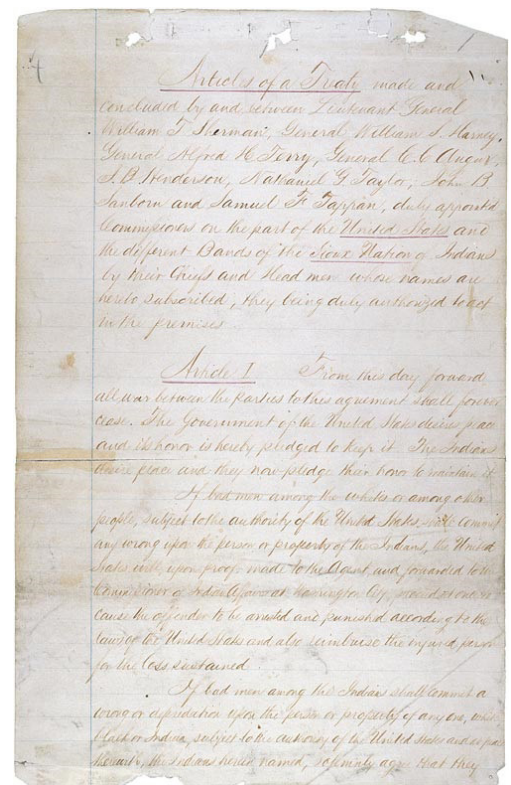 4
Articles of a Treaty made and
concluded by and between Lieutenant General
William T. Sherman, General William S. Harney,
General Alfred H. Terry, General C. C. Augur,
J. B. Henderson, Nathaniel G. Taylor, John B
Sanborn and Samuel F. Tappan, duly appointed
Commissioners on the part of the United States and
the different Bands of the Sioux Nation of Indians
by their Chiefs and Head men whose names are
hereto subscribed, they being duly authorized to act
in the premises
Article I From this day forward
all war between the parties to this agreement shall forever
cease. The Government of the United States desires peace
and its honor is hereby pledged to keep it. The Indians
desire peace and they now pledge their honor to maintain it
If bad men among the whites or among other
people, subject to the authority of the United States, shall commit
any wrong upon the person or property of the Indians, the United
States will, upon proof made to the Agent and forwarded to the
Commissioner of Indian Affairs at Washington City, proceed at once to
cause the offender to be arrested and punished according to the
laws of the United States and also reimburse the injured person
for the loss sustained.
If bad men among the Indians shall commit a
wrong or depredation upon the person or property of any one, white,
black or Indian, subject to the authority of the United States and at peace
therewith, the Indians herein named, solemnly agree that they